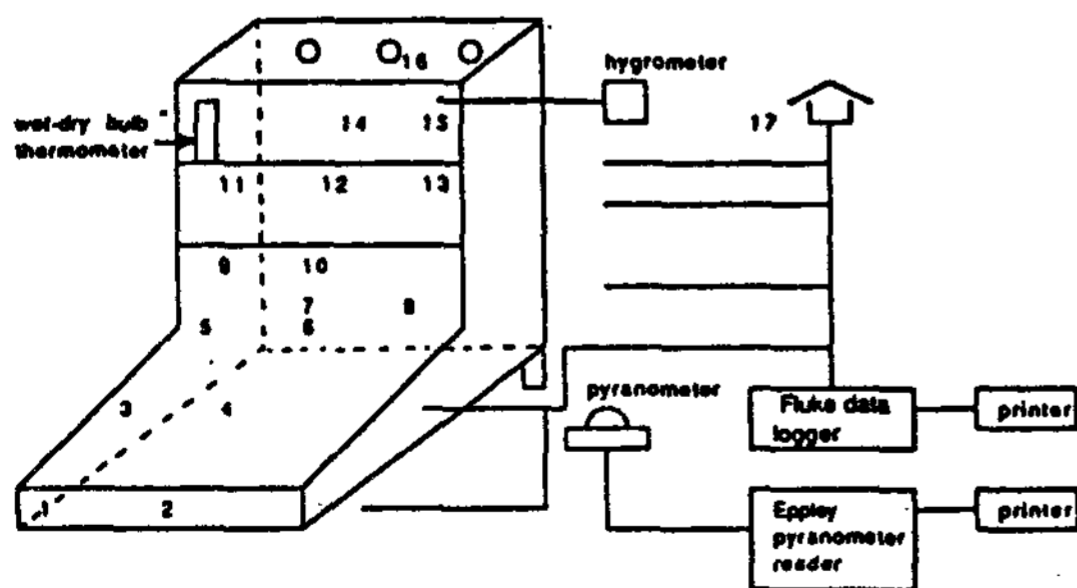 16
hygrometer
wet-dry bulb
thermometer
14 15
17
11 12 13
9 10
7 8
5 6
3 4
pyranometer
Fluke data
logger
printer
1 2
Eppley
pyranometer
reader
printer